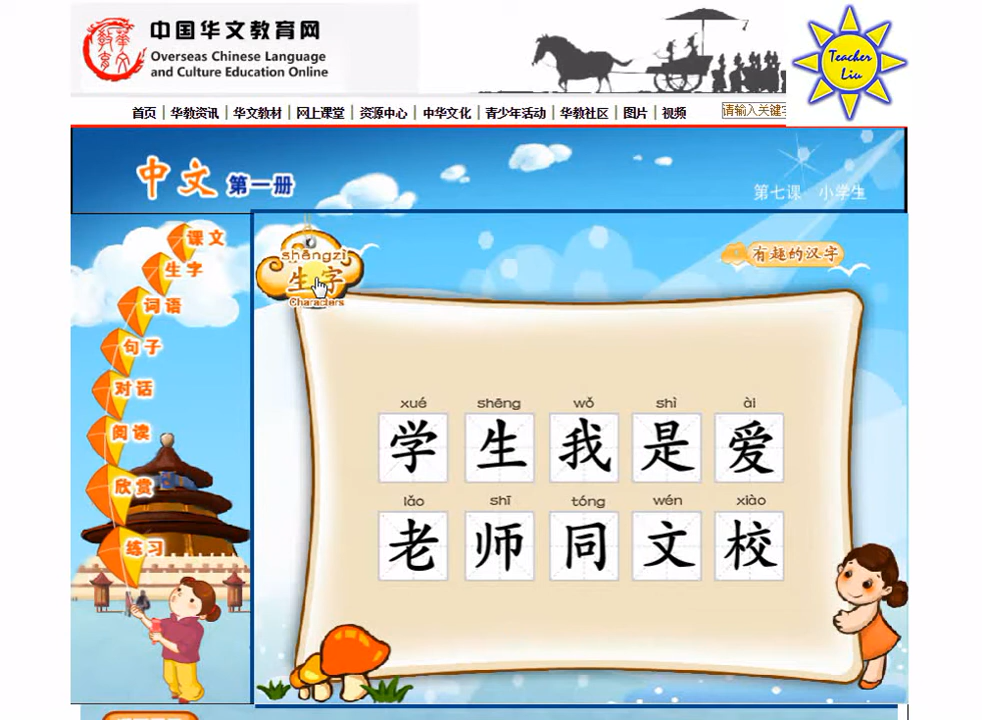 中国华文教育网
Overseas Chinese Language
and Culture Education Online
Teacher
Liu
首页 | 华教资讯 | 华文教材 | 网上课堂 | 资源中心 | 中华文化 | 青少年活动 | 华教社区 | 图片 | 视频
请输入关键
中文 第一册
第七课 小学生
课文
生字
词语
句子
对话
阅读
欣赏
练习
shēngzì
生字
Characters
有趣的汉字
xué shēng wǒ shì ài
学 生 我 是 爱
lǎo shī tóng wén xiào
老 师 同 文 校